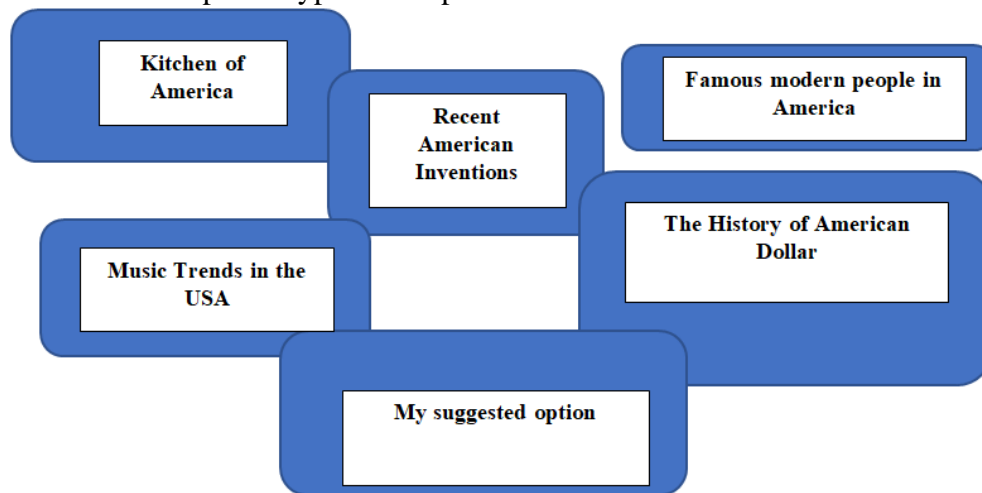 Kitchen of
America
Recent
American
Inventions
Famous modern people in
America
Music Trends in the
USA
The History of American
Dollar
My suggested option